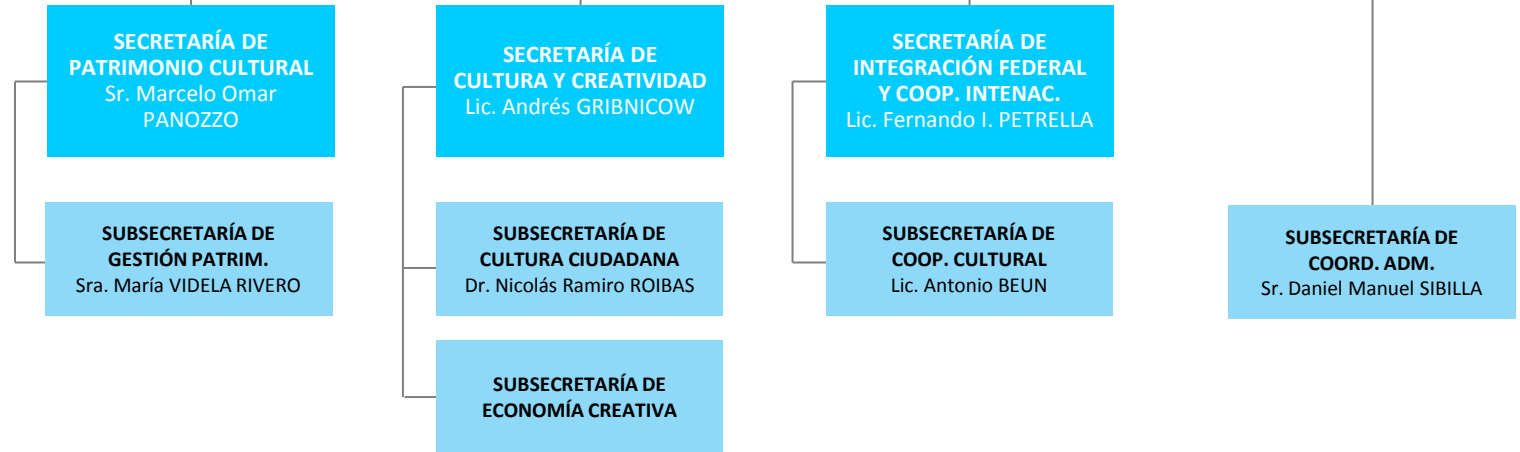 SECRETARÍA DE
PATRIMONIO CULTURAL
Sr. Marcelo Omar
PANOZZO
SECRETARÍA DE
CULTURA Y CREATIVIDAD
Lic. Andrés GRIBNICOW
SECRETARÍA DE
INTEGRACIÓN FEDERAL
Y COOP. INTENAC.
Lic. Fernando I. PETRELLA
SUBSECRETARÍA DE
GESTIÓN PATRIM.
Sra. María VIDELA RIVERO
SUBSECRETARÍA DE
CULTURA CIUDADANA
Dr. Nicolás Ramiro ROIBAS
SUBSECRETARÍA DE
COOP. CULTURAL
Lic. Antonio BEUN
SUBSECRETARÍA DE
COORD. ADM.
Sr. Daniel Manuel SIBILLA
SUBSECRETARÍA DE
ECONOMÍA CREATIVA